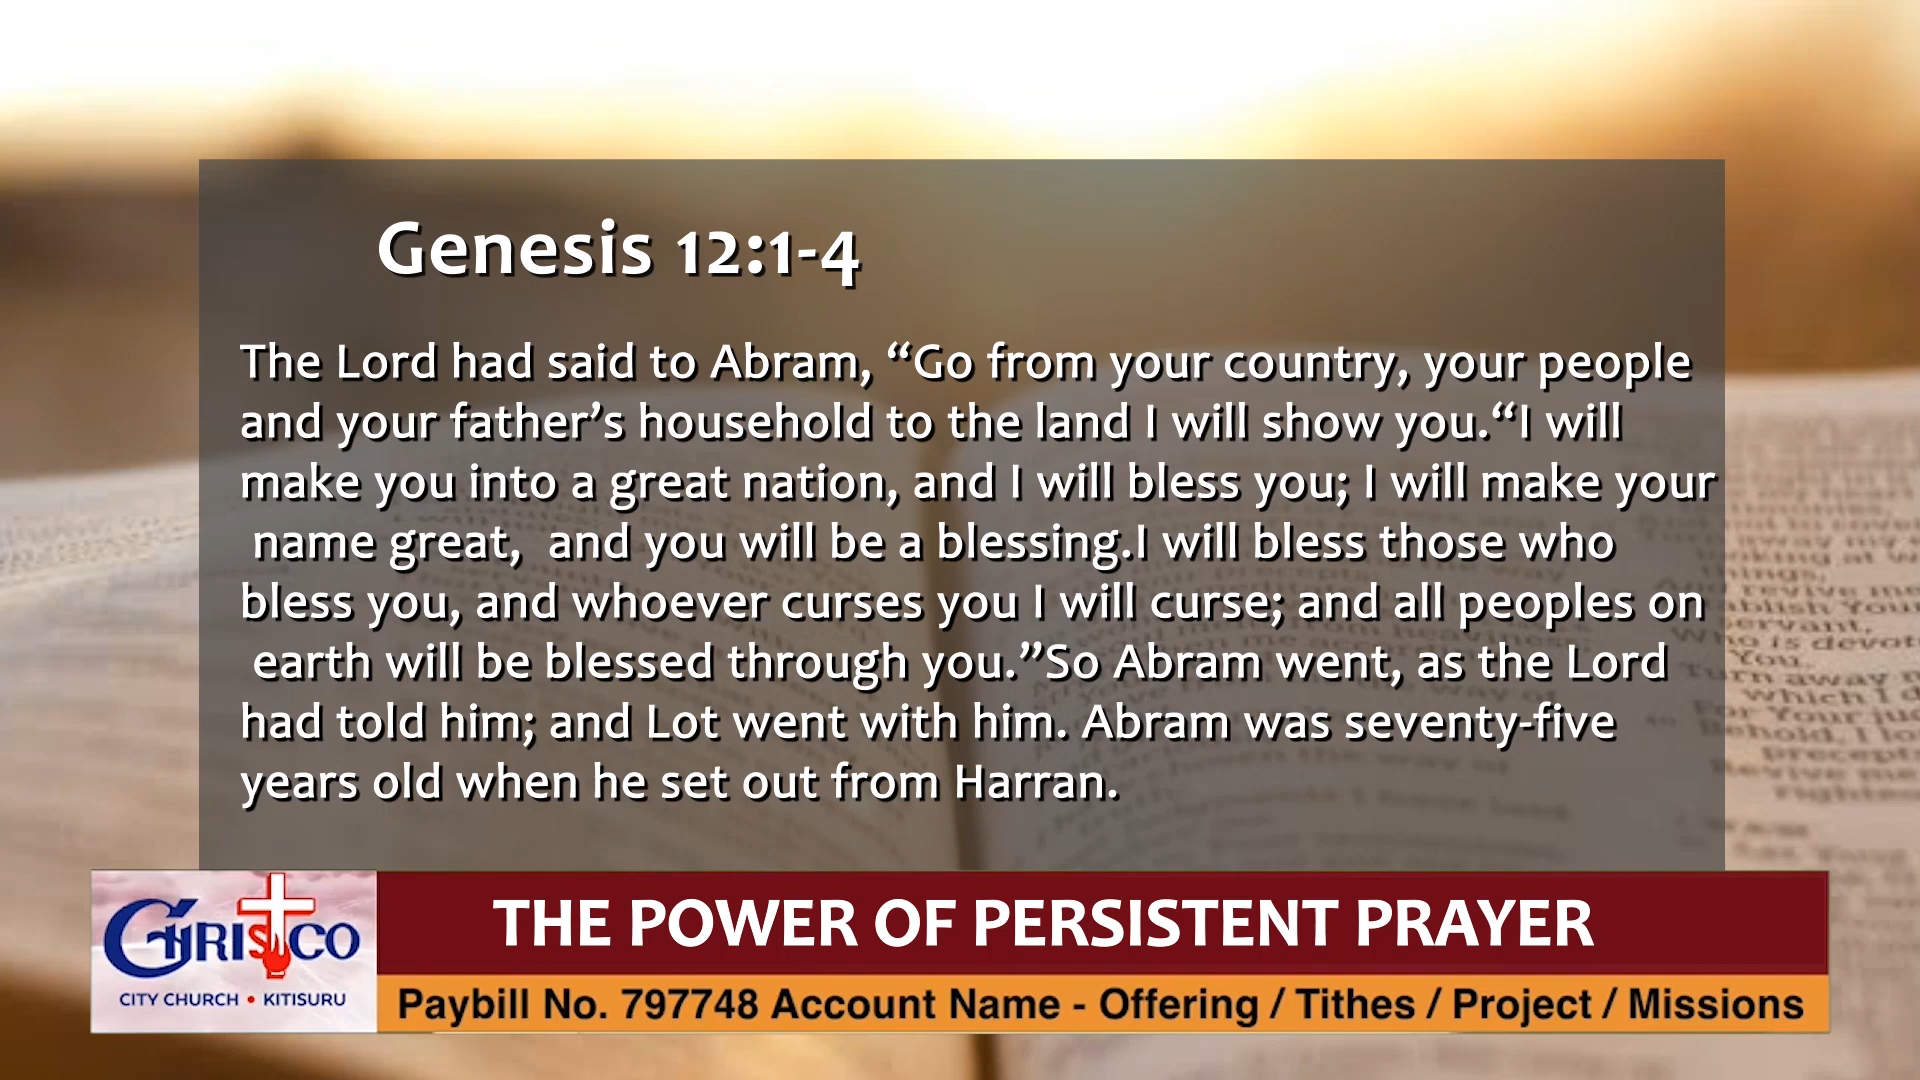 Genesis 12:1-4
The Lord had said to Abram, “Go from your country, your people
and your father’s household to the land I will show you.“I will
make you into a great nation, and I will bless you; I will make your
name great,  and you will be a blessing.I will bless those who
bless you, and whoever curses you I will curse; and all peoples on
earth will be blessed through you.”So Abram went, as the Lord
had told him; and Lot went with him. Abram was seventy-five
years old when he set out from Harran.
CHRISCO
CITY CHURCH • KITISURU
THE POWER OF PERSISTENT PRAYER
Paybill No. 797748 Account Name - Offering / Tithes / Project / Missions